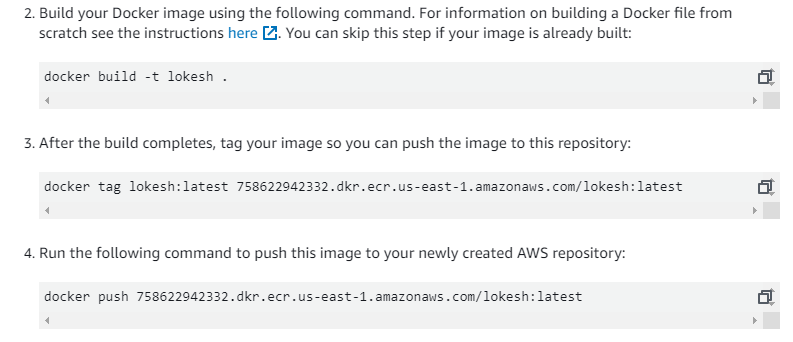 2. Build your Docker image using the following command. For information on building a Docker file from
scratch see the instructions here. You can skip this step if your image is already built:
docker build -t lokesh .
3. After the build completes, tag your image so you can push the image to this repository:
docker tag lokesh:latest 758622942332.dkr.ecr.us-east-1.amazonaws.com/lokesh:latest
4. Run the following command to push this image to your newly created AWS repository:
docker push 758622942332.dkr.ecr.us-east-1.amazonaws.com/lokesh:latest